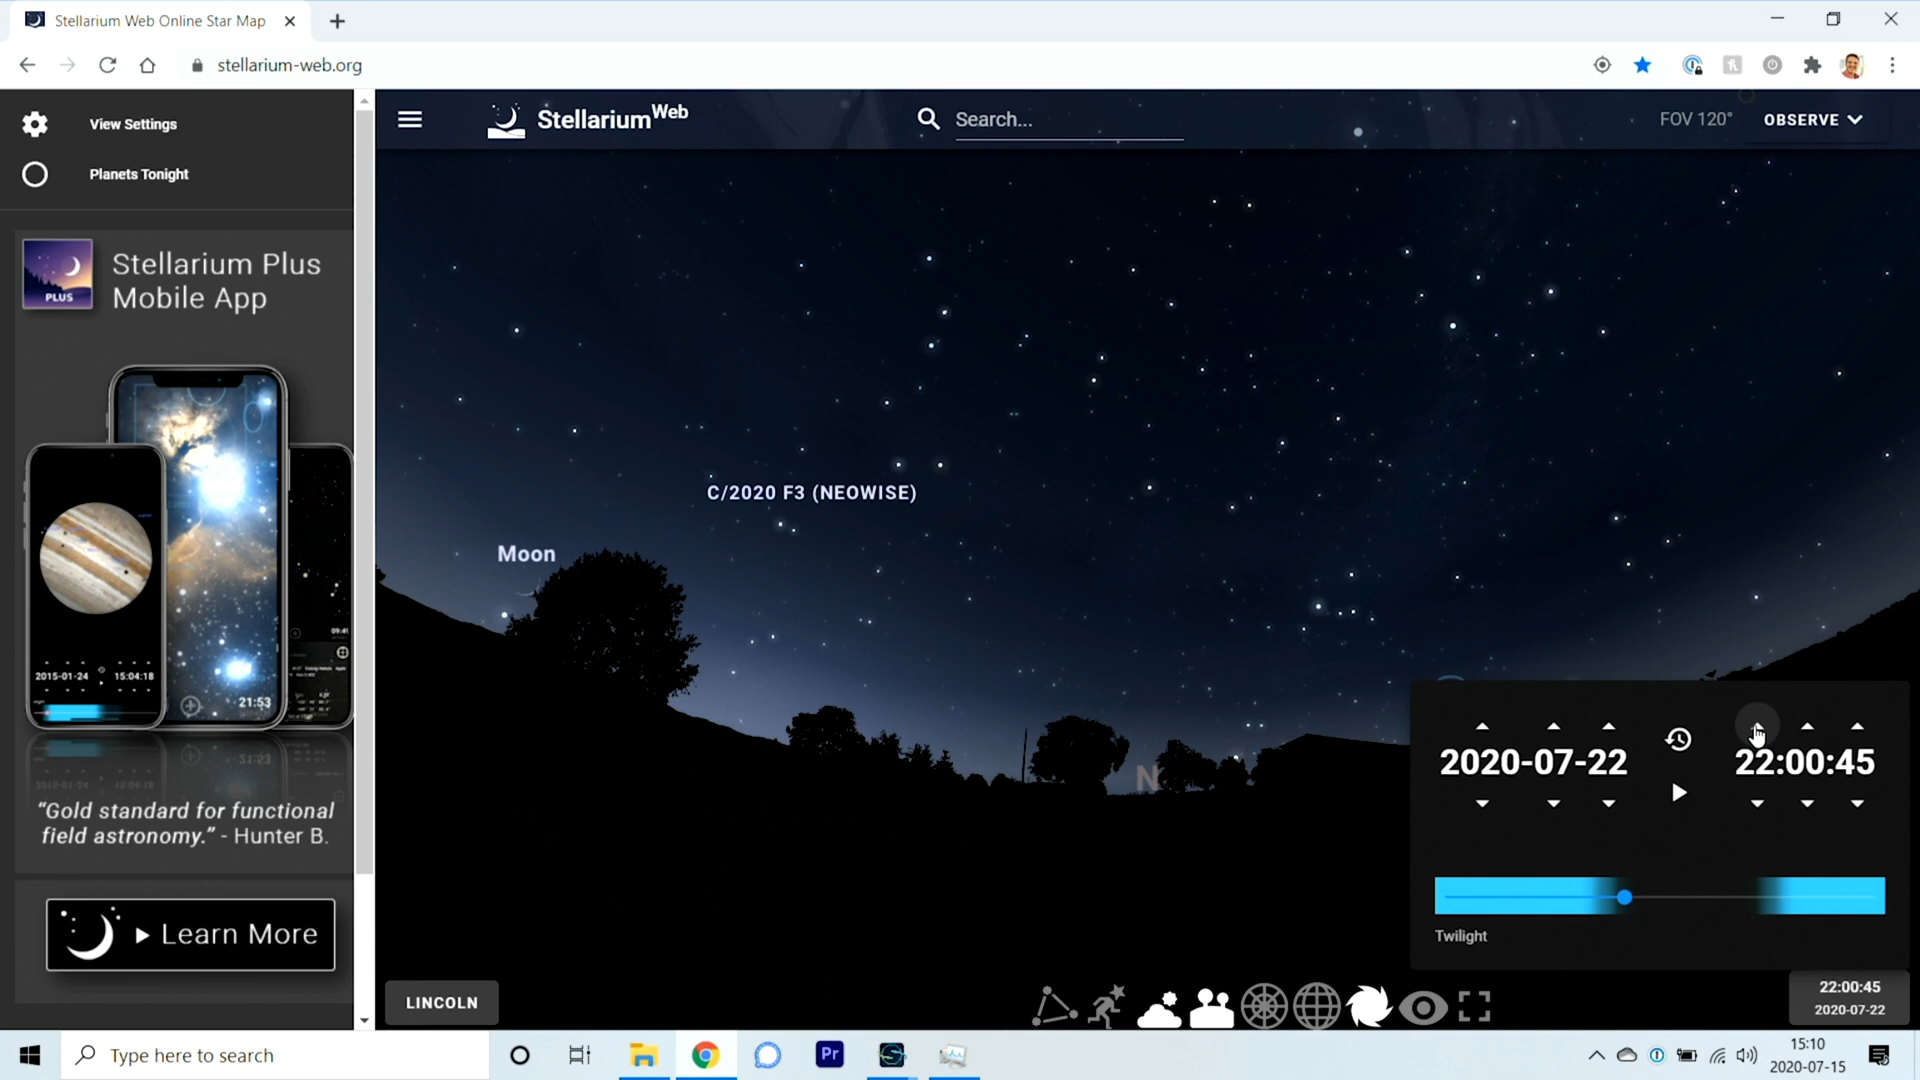 Stellarium Web Online Star Map
stellarium-web.org
View Settings
Planets Tonight
Stellarium Web
Search...
FOV 120°
OBSERVE
Stellarium Plus
Mobile App
PLUS
2015-01-24 15:04:18
21:53
09:41
"Gold standard for functional
field astronomy." - Hunter B.
Learn More
C/2020 F3 (NEOWISE)
Moon
N
2020-07-22
22:00:45
Twilight
LINCOLN
22:00:45
2020-07-22
Type here to search
Pr
15:10
2020-07-15